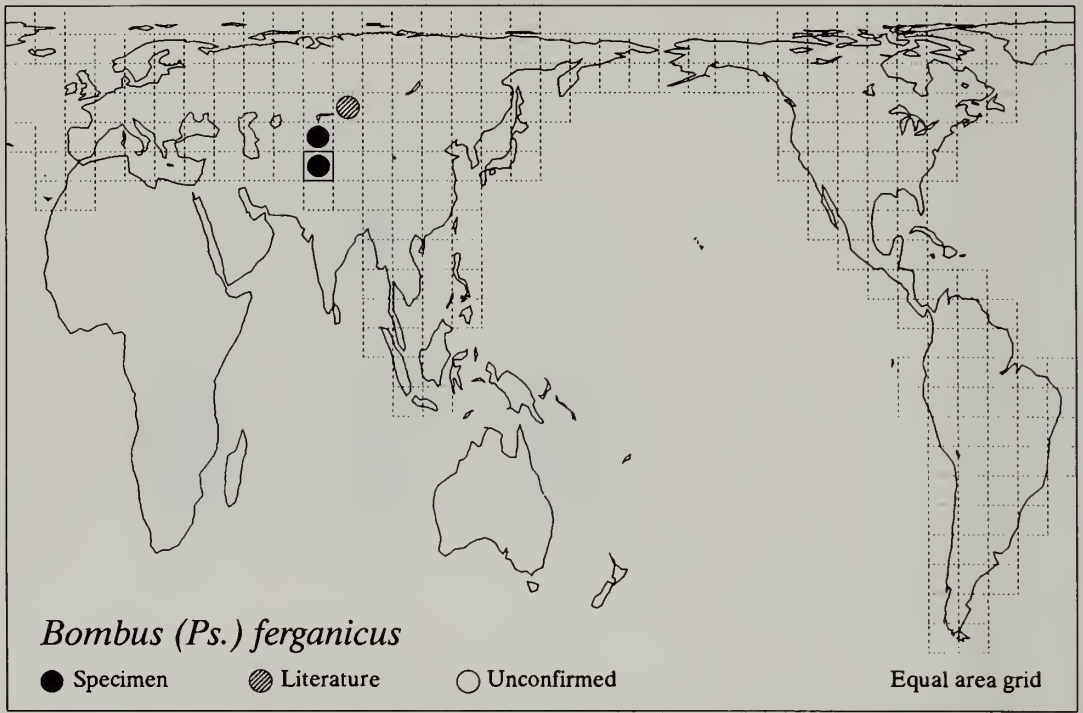 Bombus (Ps.) ferganicus
Specimen Literature Unconfirmed Equal area grid